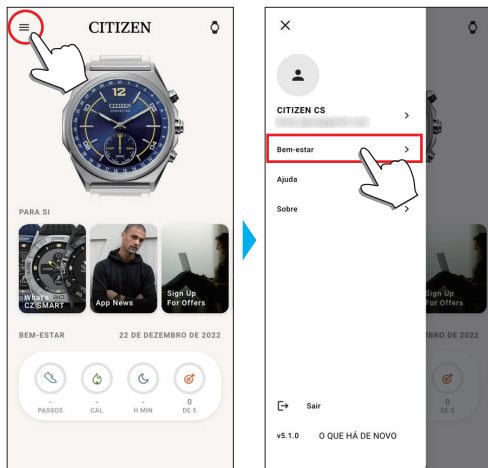 CITIZEN
12
CITIZEN
PARA SI
What's
CZ SMART
App News
Sign Up
For Offers
BEM-ESTAR
22 DE DEZEMBRO DE 2022
-
PASSOS
-
CAL
-
H MIN
0
DE 5
CITIZEN CS
Bem-estar
Ajuda
Sobre
Sign Up
For Offers
BRO DE 2022
0
DE 5
Sair
v5.1.0
O QUE HÁ DE NOVO